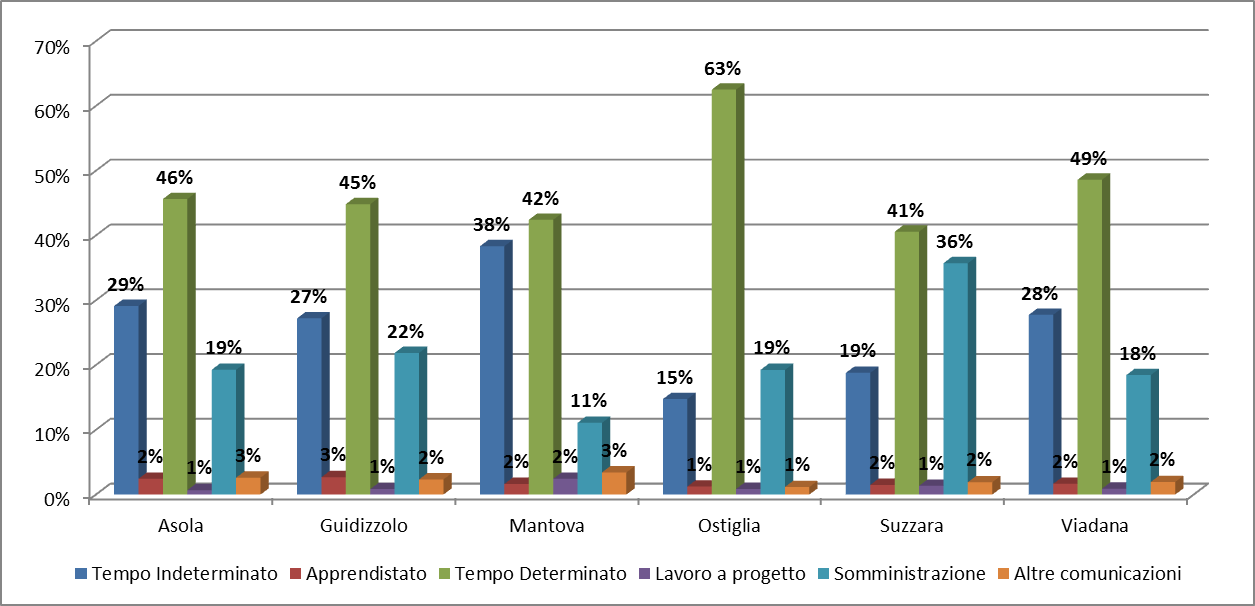 70%
60%
50%
40%
30%
20%
10%
0%
29% 2% 46% 1% 19% 3%
27% 3% 45% 1% 22% 2%
38% 2% 42% 2% 11% 3%
15% 1% 63% 1% 19% 1%
19% 2% 41% 1% 36% 2%
28% 2% 49% 1% 18% 2%
Asola Guidizzolo Mantova Ostiglia Suzzara Viadana
Tempo Indeterminato Apprendistato Tempo Determinato Lavoro a progetto Somministrazione Altre comunicazioni